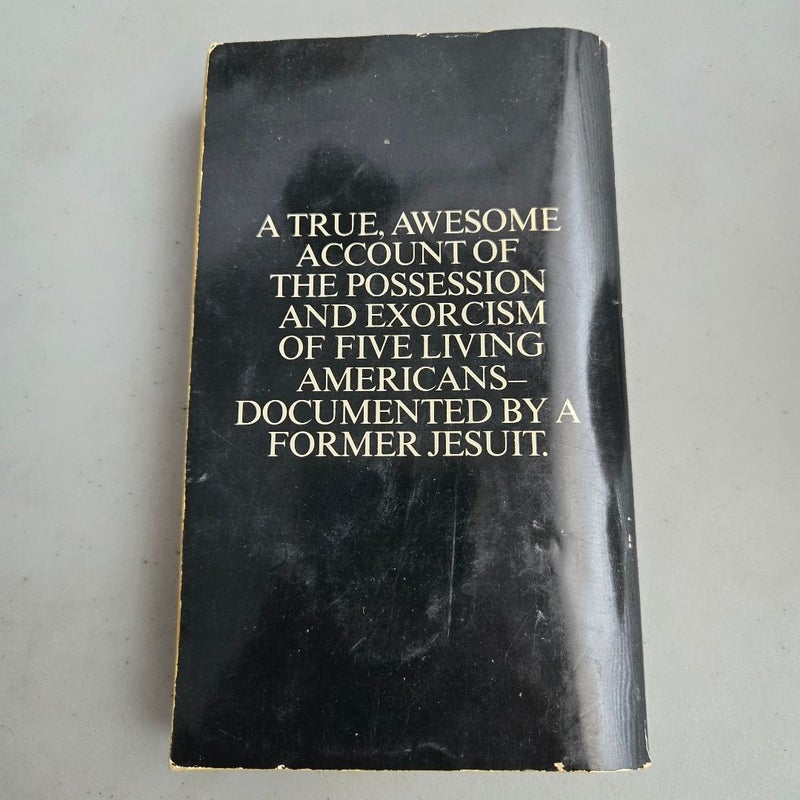 A TRUE, AWESOME
ACCOUNT OF
THE POSSESSION
AND EXORCISM
OF FIVE LIVING
AMERICANS–
DOCUMENTED BY A
FORMER JESUIT.